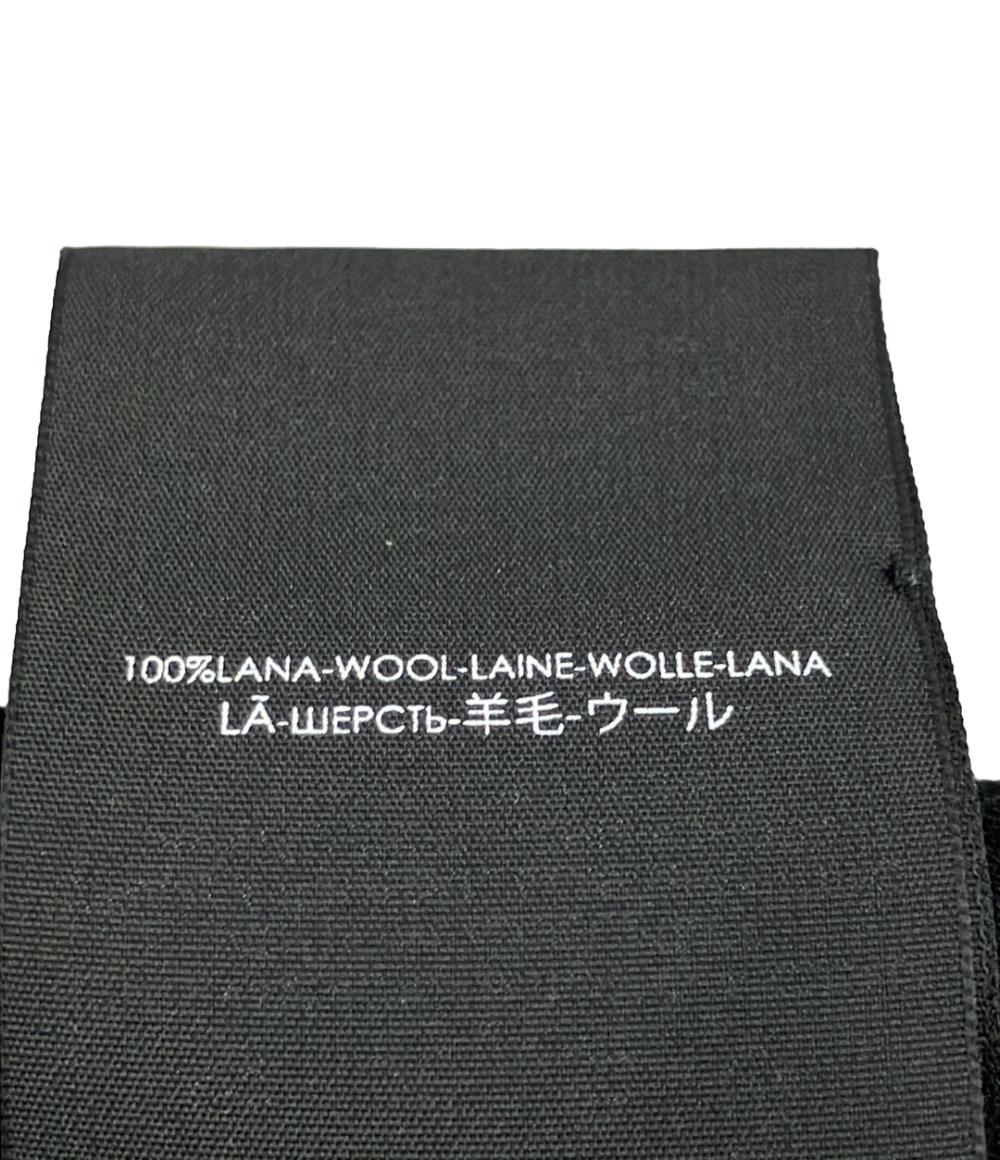 100%LANA-WOOL-LAINE-WOLLE-LANA
LÃ-ШЕРСТЬ-羊毛-ウール